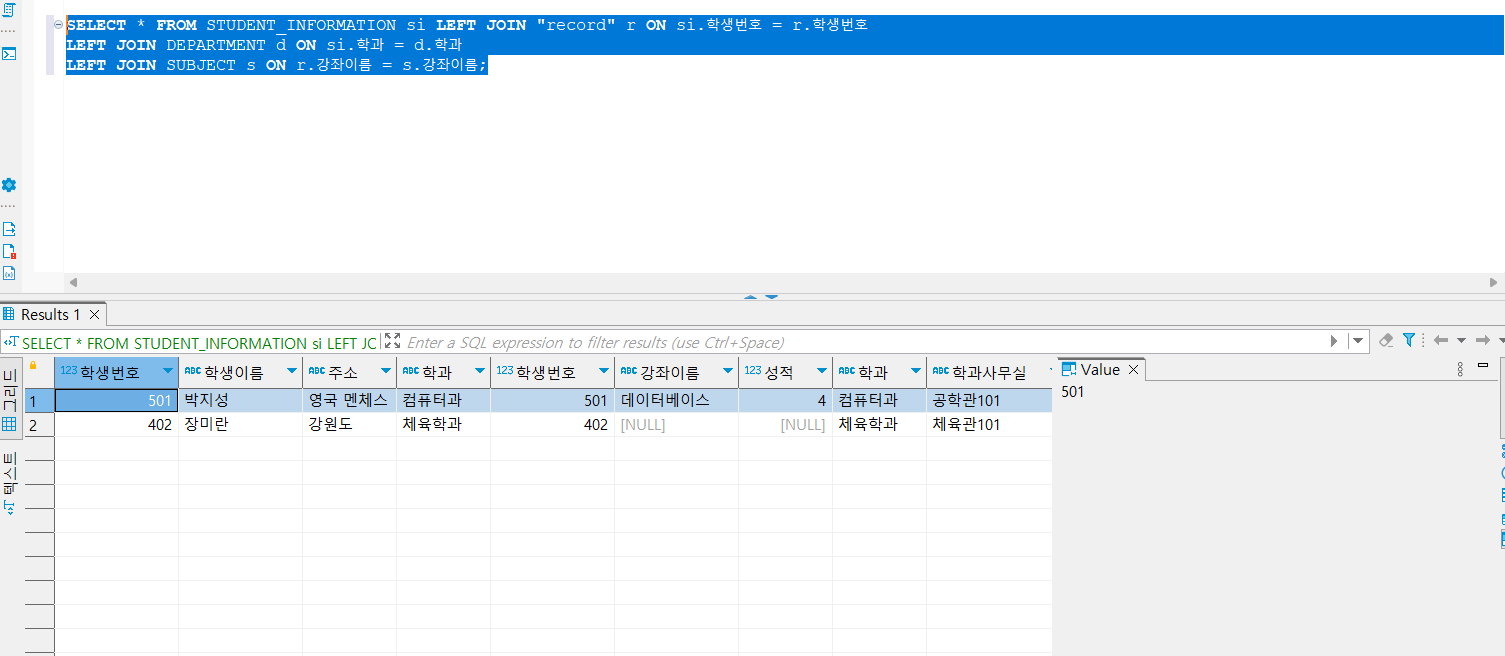 SELECT * FROM STUDENT_INFORMATION si LEFT JOIN "record" r ON si.학생번호 = r.학생번호
LEFT JOIN DEPARTMENT d ON si.학과 = d.학과
LEFT JOIN SUBJECT s ON r.강좌이름 = s.강좌이름;
Results 1
SELECT * FROM STUDENT_INFORMATION si LEFT JC Enter a SQL expression to filter results (use Ctrl+Space)
123 학생번호 ABC 학생이름 ABC 주소 ABC 학과 123 학생번호 ABC 강좌이름 123 성적 ABC 학과 ABC 학과사무실
1 501 박지성 영국 멘체스 컴퓨터과 501 데이터베이스 4 컴퓨터과 공학관101
2 402 장미란 강원도 체육학과 402 [NULL] [NULL] 체육학과 체육관101
Value
501
그리드
텍스트